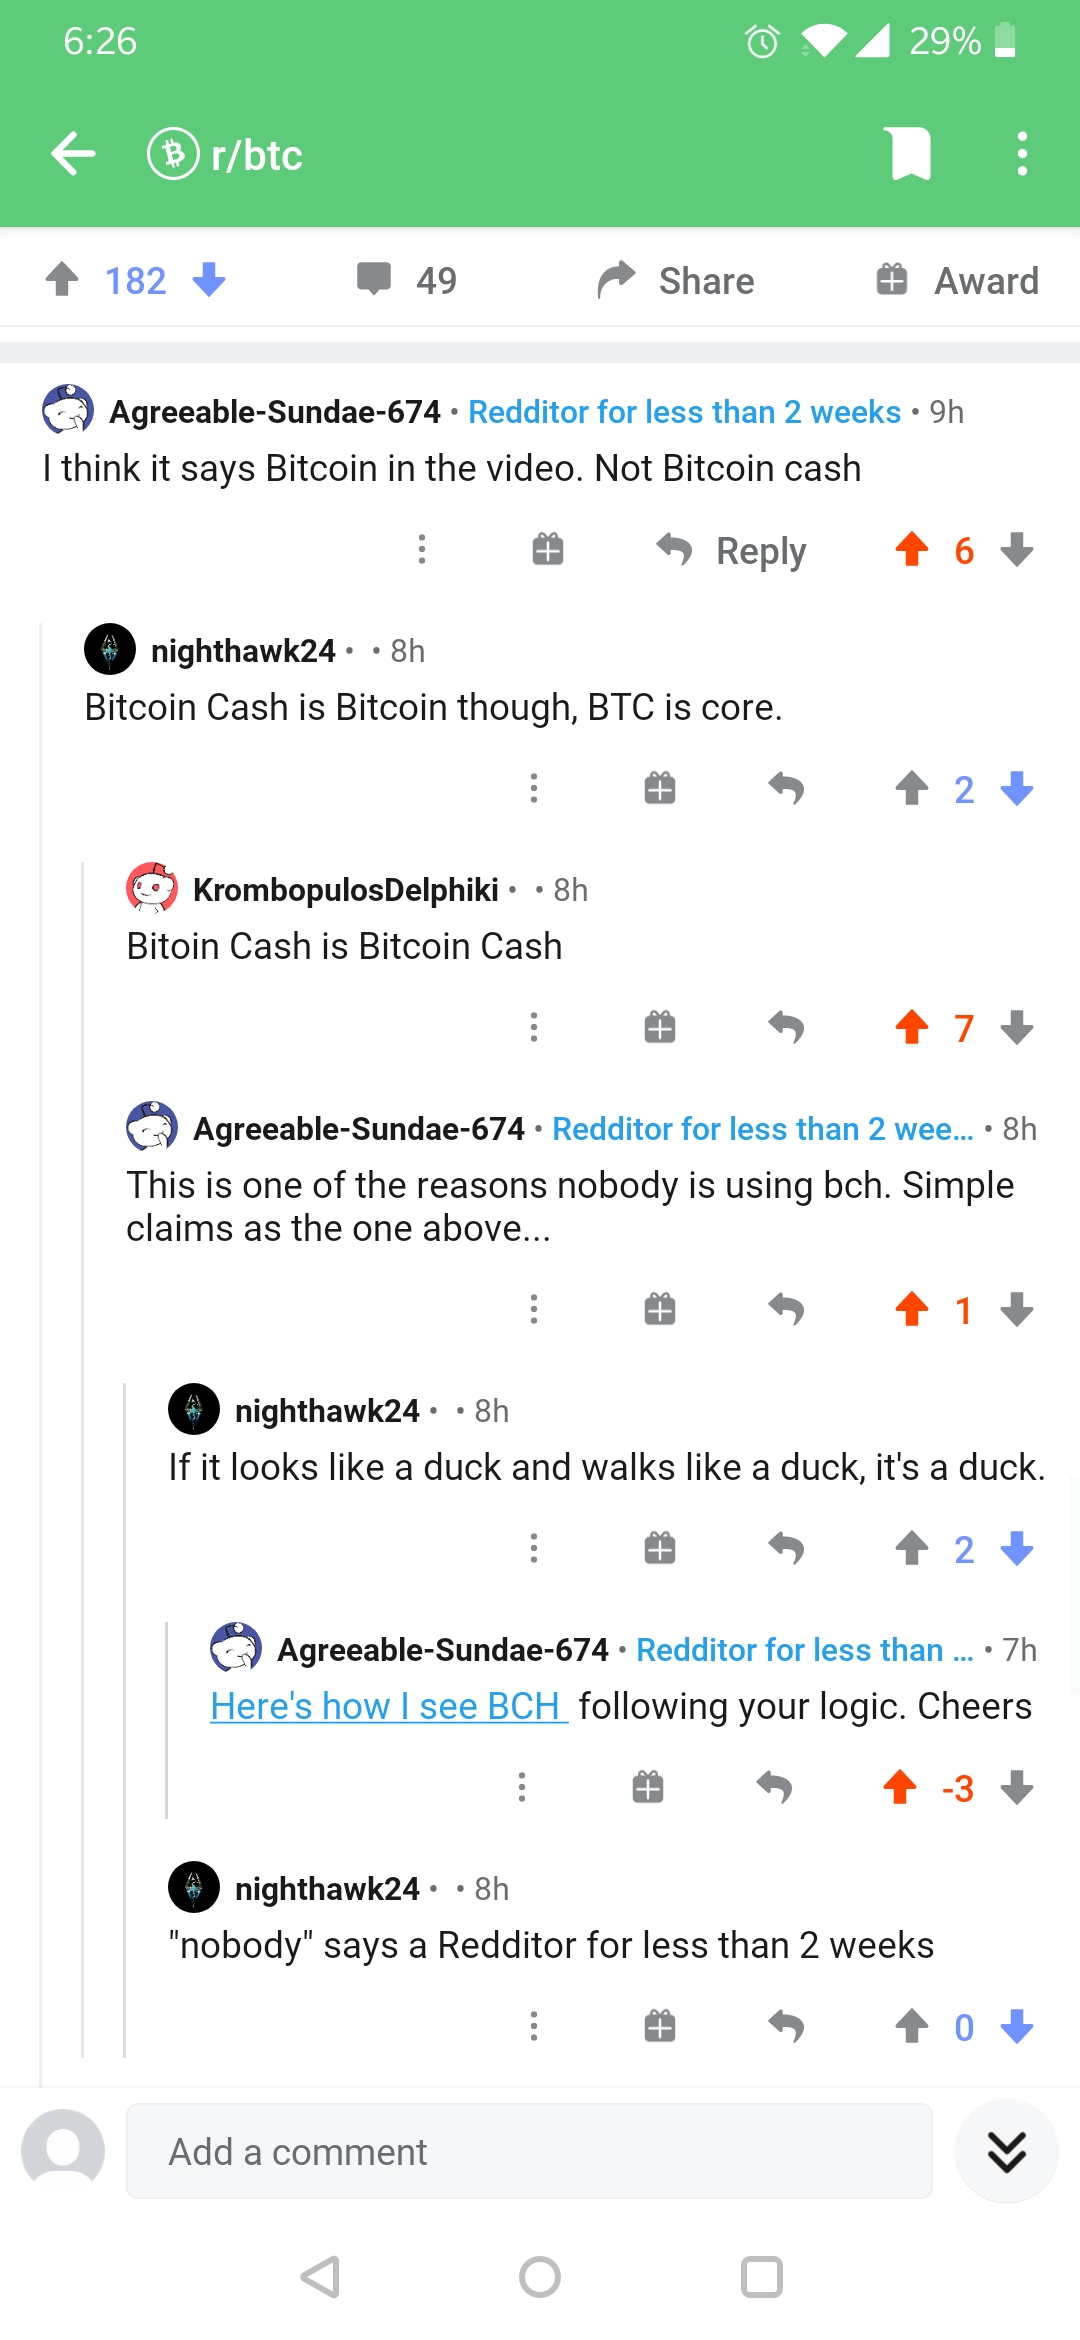 6:26
29%
r/btc
182
49
Share
Award
Agreeable-Sundae-674 • Redditor for less than 2 weeks • 9h
I think it says Bitcoin in the video. Not Bitcoin cash
Reply
6
nighthawk24 • • 8h
Bitcoin Cash is Bitcoin though, BTC is core.
2
KrombopulosDelphiki • • 8h
Bitoin Cash is Bitcoin Cash
7
Agreeable-Sundae-674 • Redditor for less than 2 wee... • 8h
This is one of the reasons nobody is using bch. Simple
claims as the one above...
1
nighthawk24 • • 8h
If it looks like a duck and walks like a duck, it's a duck.
2
Agreeable-Sundae-674 • Redditor for less than ... • 7h
Here's how I see BCH following your logic. Cheers
-3
nighthawk24 • • 8h
"nobody" says a Redditor for less than 2 weeks
0
Add a comment